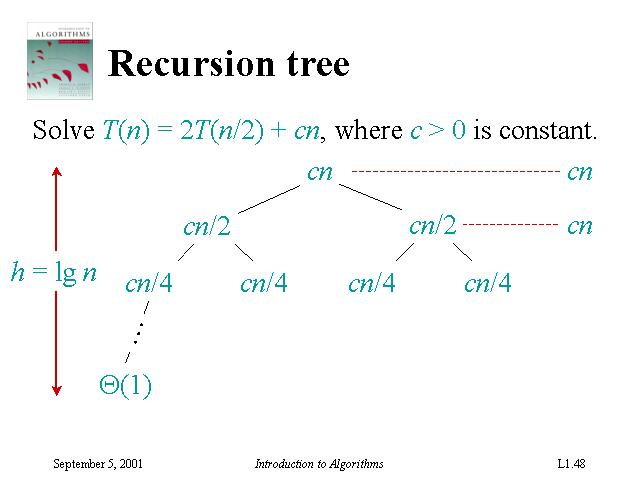 ALGORITHMS
Recursion tree
Solve T(n) = 2T(n/2) + cn, where c > 0 is constant.
cn cn
cn/2 cn/2 cn
h = lg n cn/4 cn/4 cn/4 cn/4
Θ(1)
September 5, 2001 Introduction to Algorithms L1.48